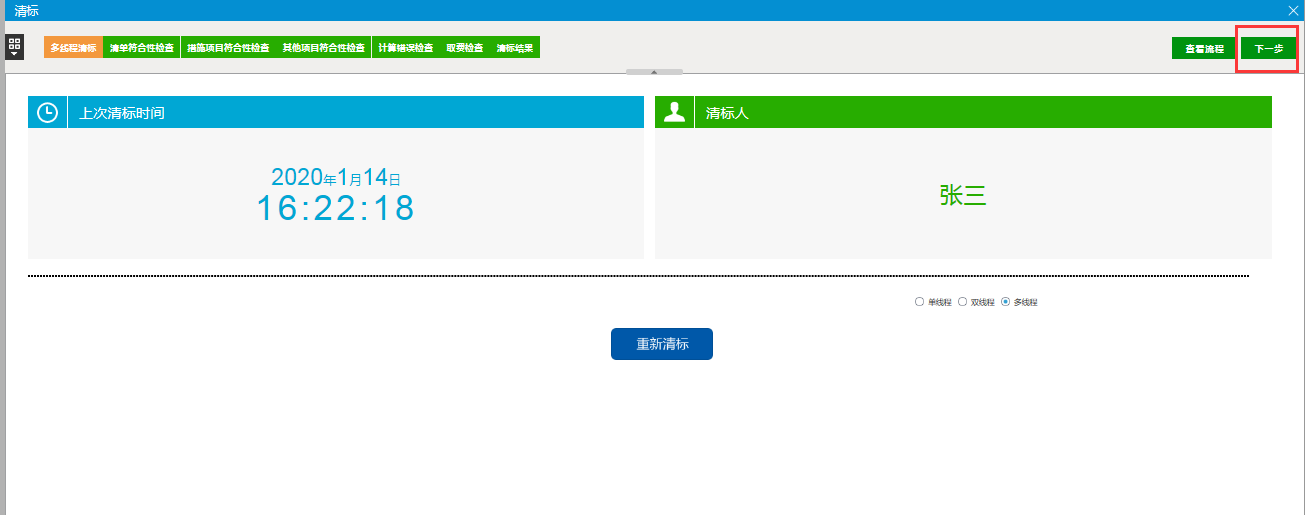 清标
多线程清标 清单符合性检查 措施项目符合性检查 其他项目符合性检查 计算错误检查 取费检查 清标结果 查看流程 下一步
上次清标时间 清标人
2020年1月14日
16:22:18
张三
单线程 双线程 多线程
重新清标